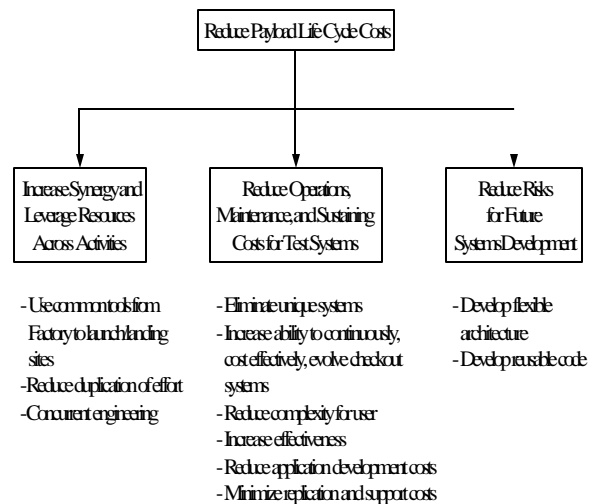 Reduce Payload Life Cycle Costs
Increase Synergy and
Leverage Resources
Across Activities
Reduce Operations,
Maintenance, and Sustaining
Costs for Test Systems
Reduce Risks
for Future
Systems Development
- Use common tools from
Factory to launch/landing
sites
- Reduce duplication of effort
- Concurrent engineering
- Eliminate unique systems
- Increase ability to continuously,
cost effectively, evolve checkout
systems
- Reduce complexity for user
- Increase effectiveness
- Reduce application development costs
- Minimize replication and support costs
- Develop flexible
architecture
- Develop reusable code